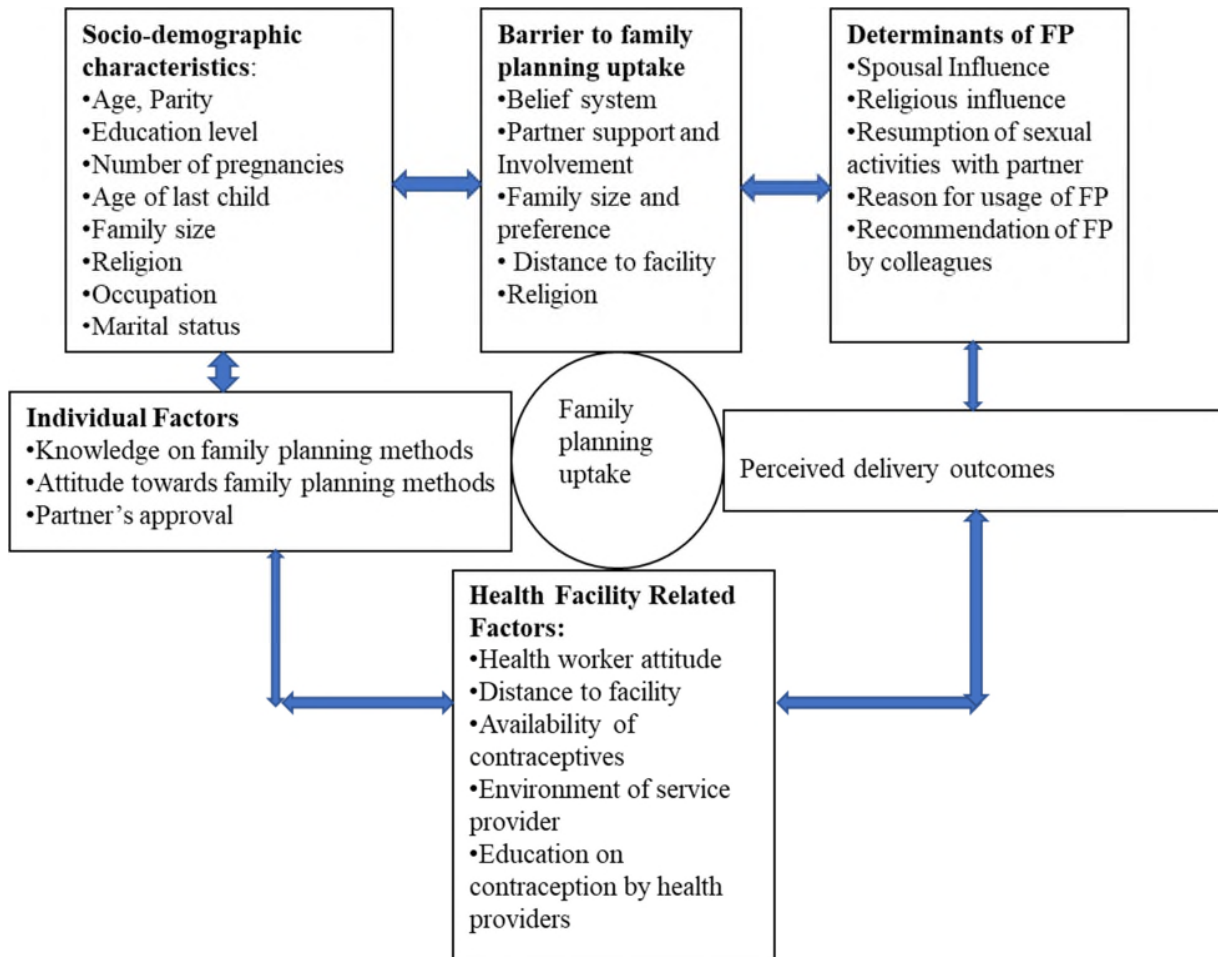 Socio-demographic
characteristics:
•Age, Parity
•Education level
•Number of pregnancies
•Age of last child
•Family size
•Religion
•Occupation
•Marital status
Barrier to family
planning uptake
•Belief system
•Partner support and
Involvement
•Family size and
preference
• Distance to facility
•Religion
Determinants of FP
•Spousal Influence
•Religious influence
•Resumption of sexual
activities with partner
•Reason for usage of FP
•Recommendation of FP
by colleagues
Individual Factors
•Knowledge on family planning methods
•Attitude towards family planning methods
•Partner’s approval
Family
planning
uptake
Perceived delivery outcomes
Health Facility Related
Factors:
•Health worker attitude
•Distance to facility
•Availability of
contraceptives
•Environment of service
provider
•Education on
contraception by health
providers